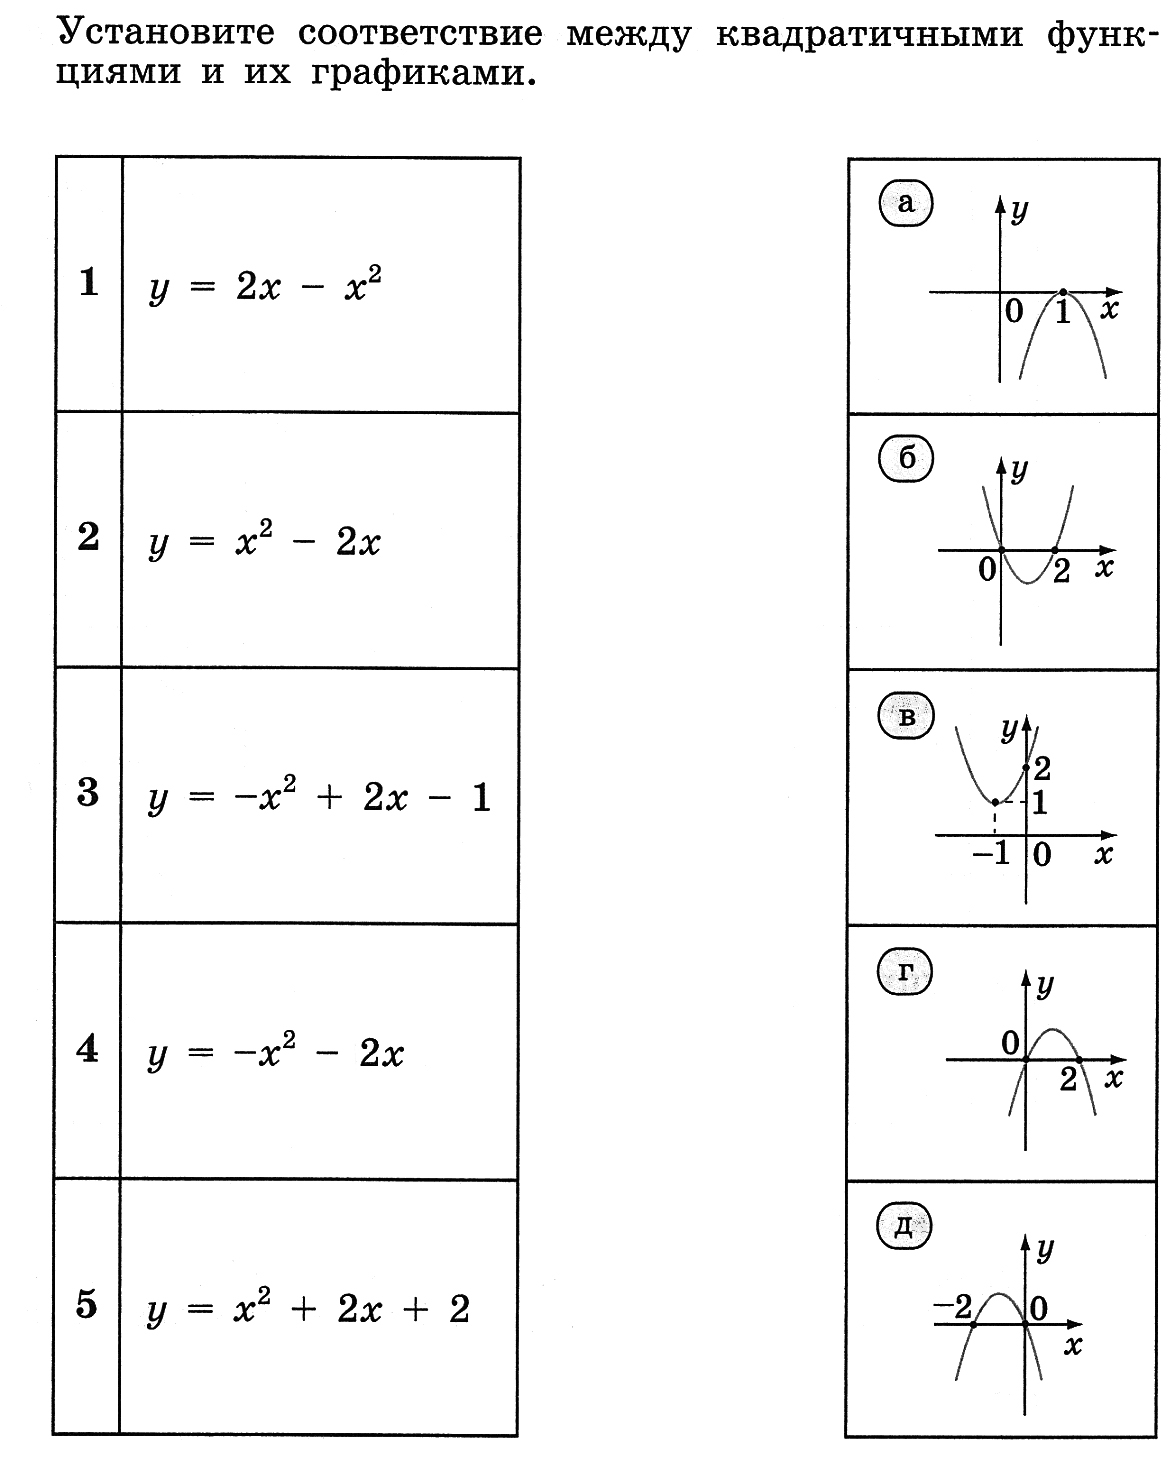 Установите соответствие между квадратичными функ-
циями и их графиками.
1 y = 2x − x²
2 y = x² − 2x
3 y = −x² + 2x − 1
4 y = −x² − 2x
5 y = x² + 2x + 2
а
y
0 1 x
б
y
0 2 x
в
y
2
1
−1 0 x
г
y
0
2 x
д
y
−2 0
x